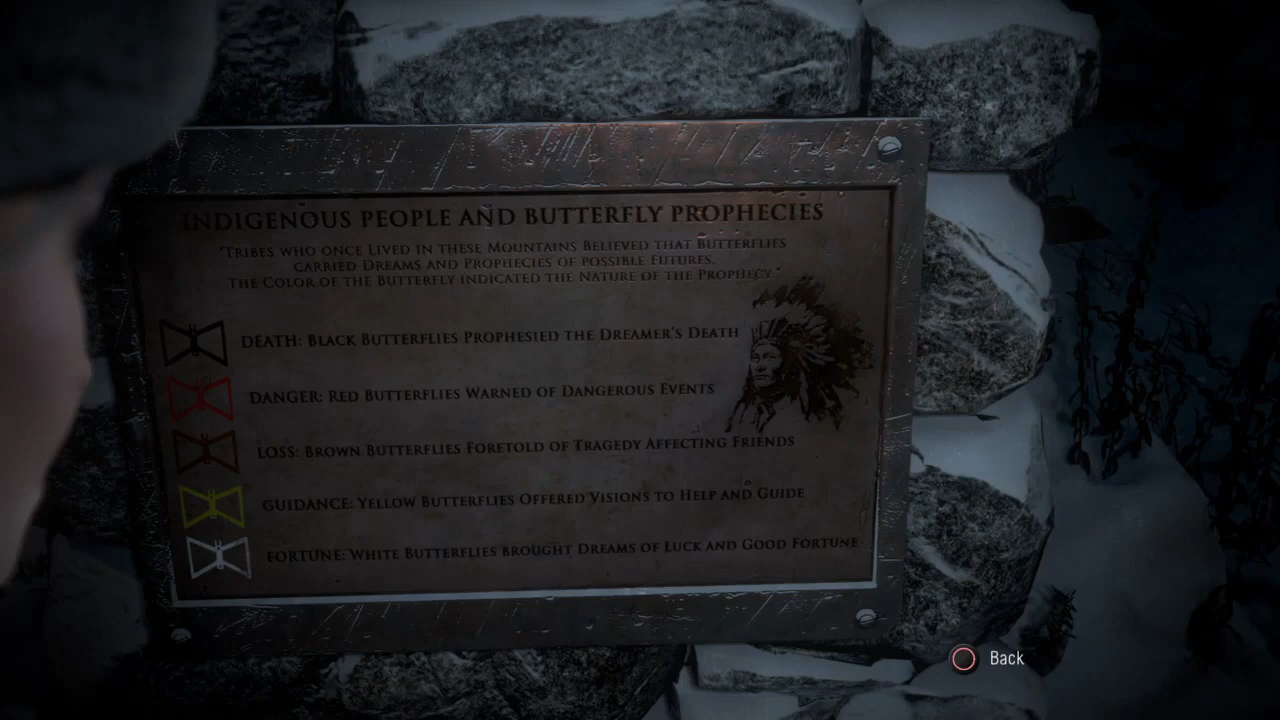 INDIGENOUS PEOPLE AND BUTTERFLY PROPHECIES
"TRIBES WHO ONCE LIVED IN THESE MOUNTAINS BELIEVED THAT BUTTERFLIES
CARRIED DREAMS AND PROPHECIES OF POSSIBLE FUTURES.
THE COLOR OF THE BUTTERFLY INDICATED THE NATURE OF THE PROPHECY."
DEATH: BLACK BUTTERFLIES PROPHESIED THE DREAMER'S DEATH
DANGER: RED BUTTERFLIES WARNED OF DANGEROUS EVENTS
LOSS: BROWN BUTTERFLIES FORETOLD OF TRAGEDY AFFECTING FRIENDS
GUIDANCE: YELLOW BUTTERFLIES OFFERED VISIONS TO HELP AND GUIDE
FORTUNE: WHITE BUTTERFLIES BROUGHT DREAMS OF LUCK AND GOOD FORTUNE
Back